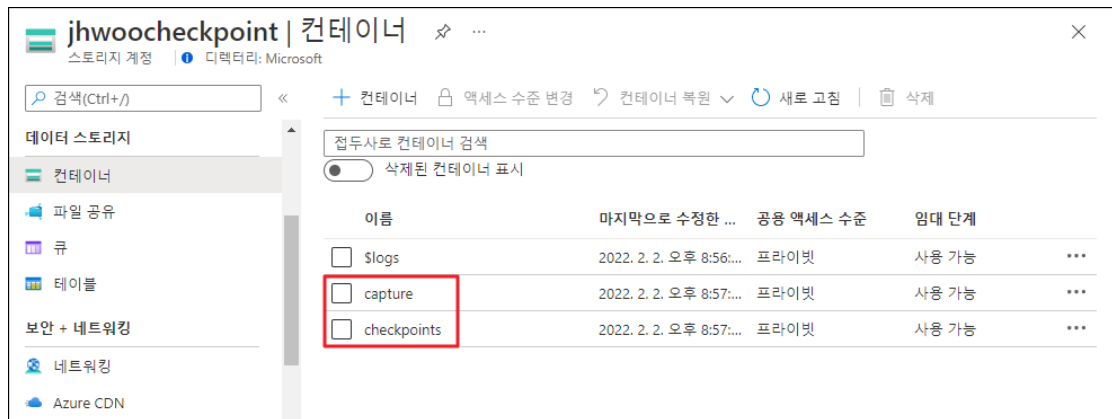 jhwoocheckpoint | 컨테이너 ...
스토리지 계정 | 디렉터리: Microsoft
검색(Ctrl+/)
데이터 스토리지
컨테이너
파일 공유
큐
테이블
보안 + 네트워킹
네트워킹
Azure CDN
+ 컨테이너 액세스 수준 변경 컨테이너 복원 새로 고침 | 삭제
접두사로 컨테이너 검색
삭제된 컨테이너 표시
이름 마지막으로 수정한 ... 공용 액세스 수준 임대 단계
$logs 2022. 2. 2. 오후 8:56:... 프라이빗 사용 가능 ...
capture 2022. 2. 2. 오후 8:57:... 프라이빗 사용 가능 ...
checkpoints 2022. 2. 2. 오후 8:57:... 프라이빗 사용 가능 ...